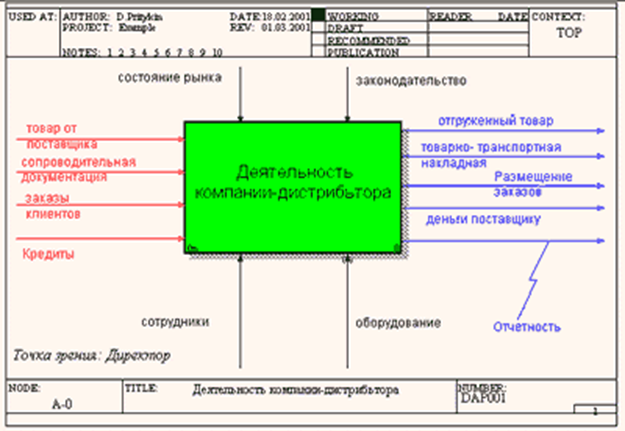 USED AT:
AUTHOR: D.Pritykin
DATE:18.02.2001
WORKING
READER
DATE
CONTEXT:
PROJECT: Example
REV: 01.03.2001
DRAFT
TOP
RECOMMENDED
NOTES: 1 2 3 4 5 6 7 8 9 10
PUBLICATION
состояние рынка
законодательство
товар от
поставщика
сопроводительная
документация
заказы
клиентов
Кредиты
Деятельность
компании-дистрибьтора
отгруженный товар
товарно- транспортная
накладная
Размещение
заказов
деньги поставщику
Отчетность
сотрудники
оборудование
Точка зрения: Директор
NODE:
A-0
TITLE:
Деятельность компании-дистрибьтора
NUMBER:
DAP001
1